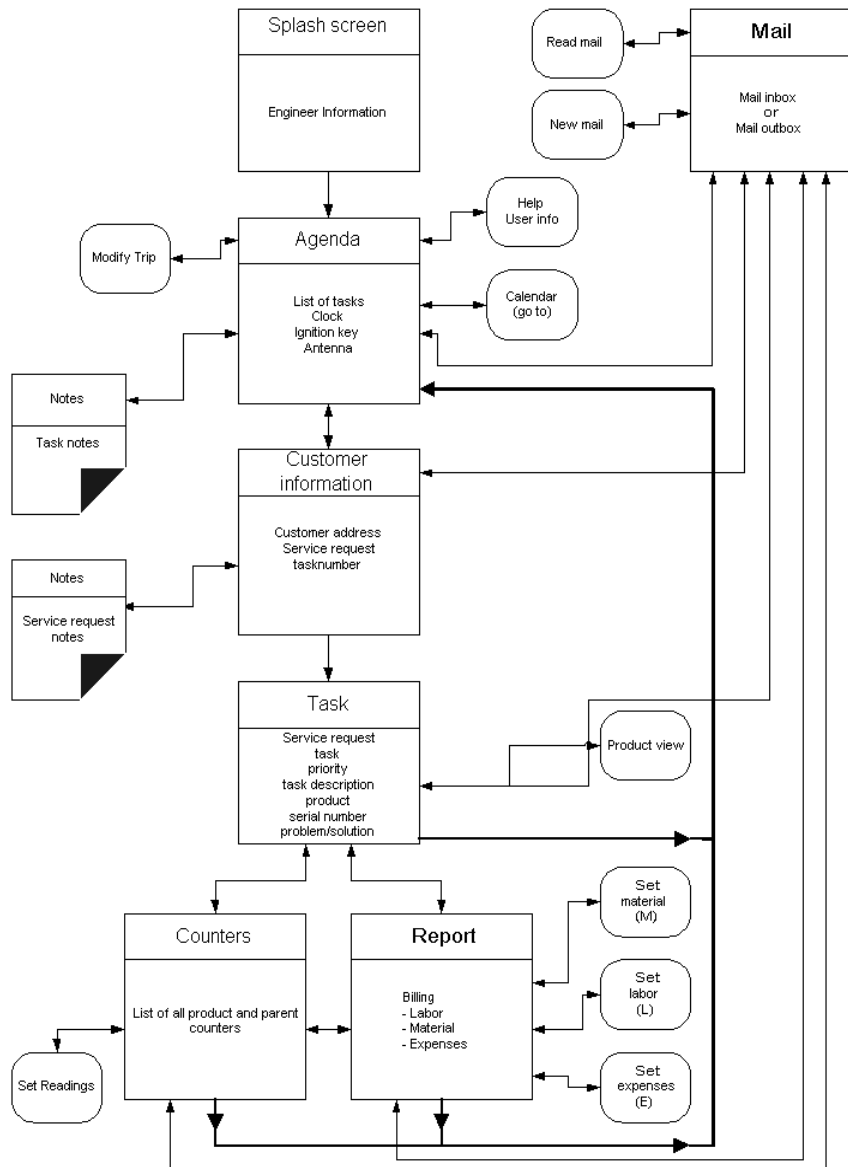 Splash screen
Engineer Information
Read mail
New mail
Mail
Mail inbox
or
Mail outbox
Modify Trip
Agenda
List of tasks
Clock
Ignition key
Antenna
Help
User info
Calendar
(go to)
Notes
Task notes
Customer
information
Customer address
Service request
tasknumber
Notes
Service request
notes
Task
Service request
task
priority
task description
product
serial number
problem/solution
Product view
Counters
List of all product and parent
counters
Set Readings
Report
Billing
- Labor
- Material
- Expenses
Set
material
(M)
Set
labor
(L)
Set
expenses
(E)